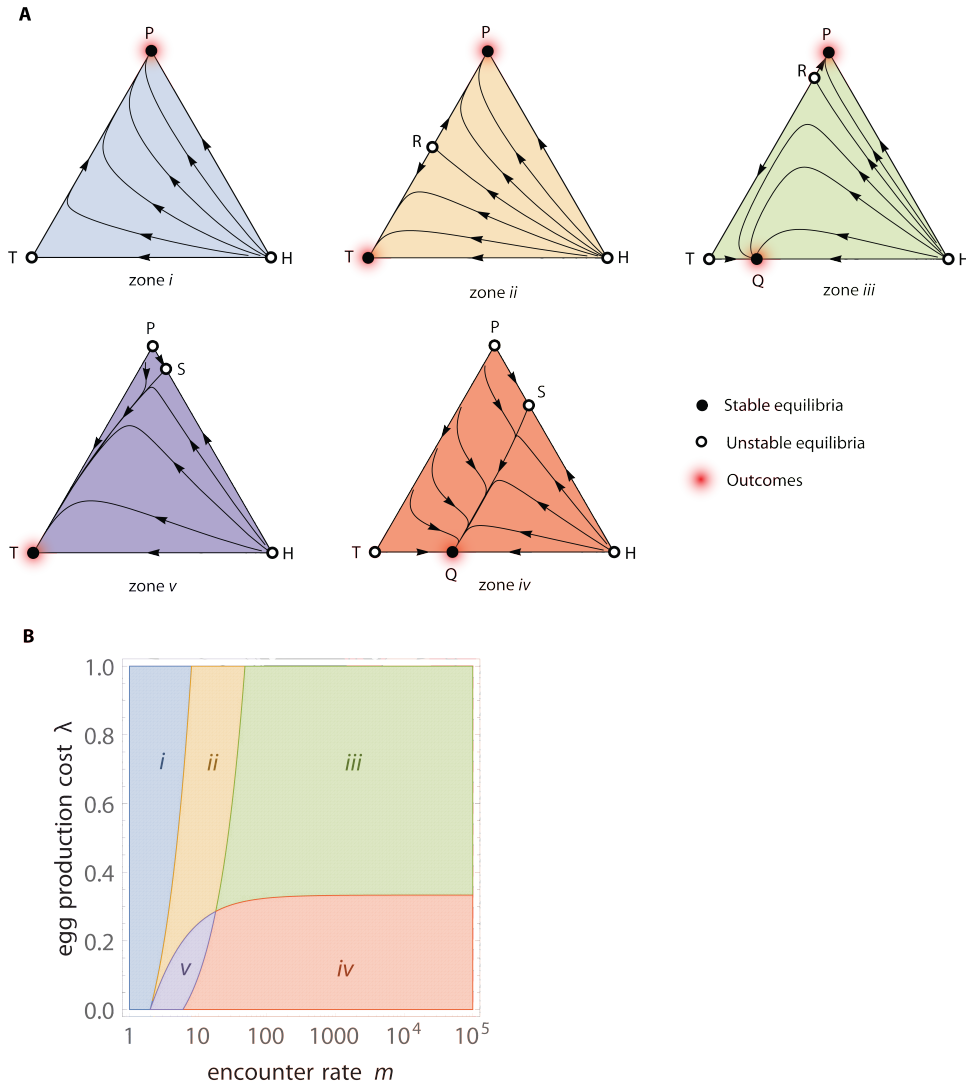 A
P
T
H
zone i
P
R
T
H
zone ii
P
R
T
Q
H
zone iii
P
S
T
H
zone v
P
S
T
Q
H
zone iv
Stable equilibria
Unstable equilibria
Outcomes
B
egg production cost λ
1.0
0.8
0.6
0.4
0.2
0.0
i
ii
iii
v
iv
1
10
100
1000
10⁴
10⁵
encounter rate m